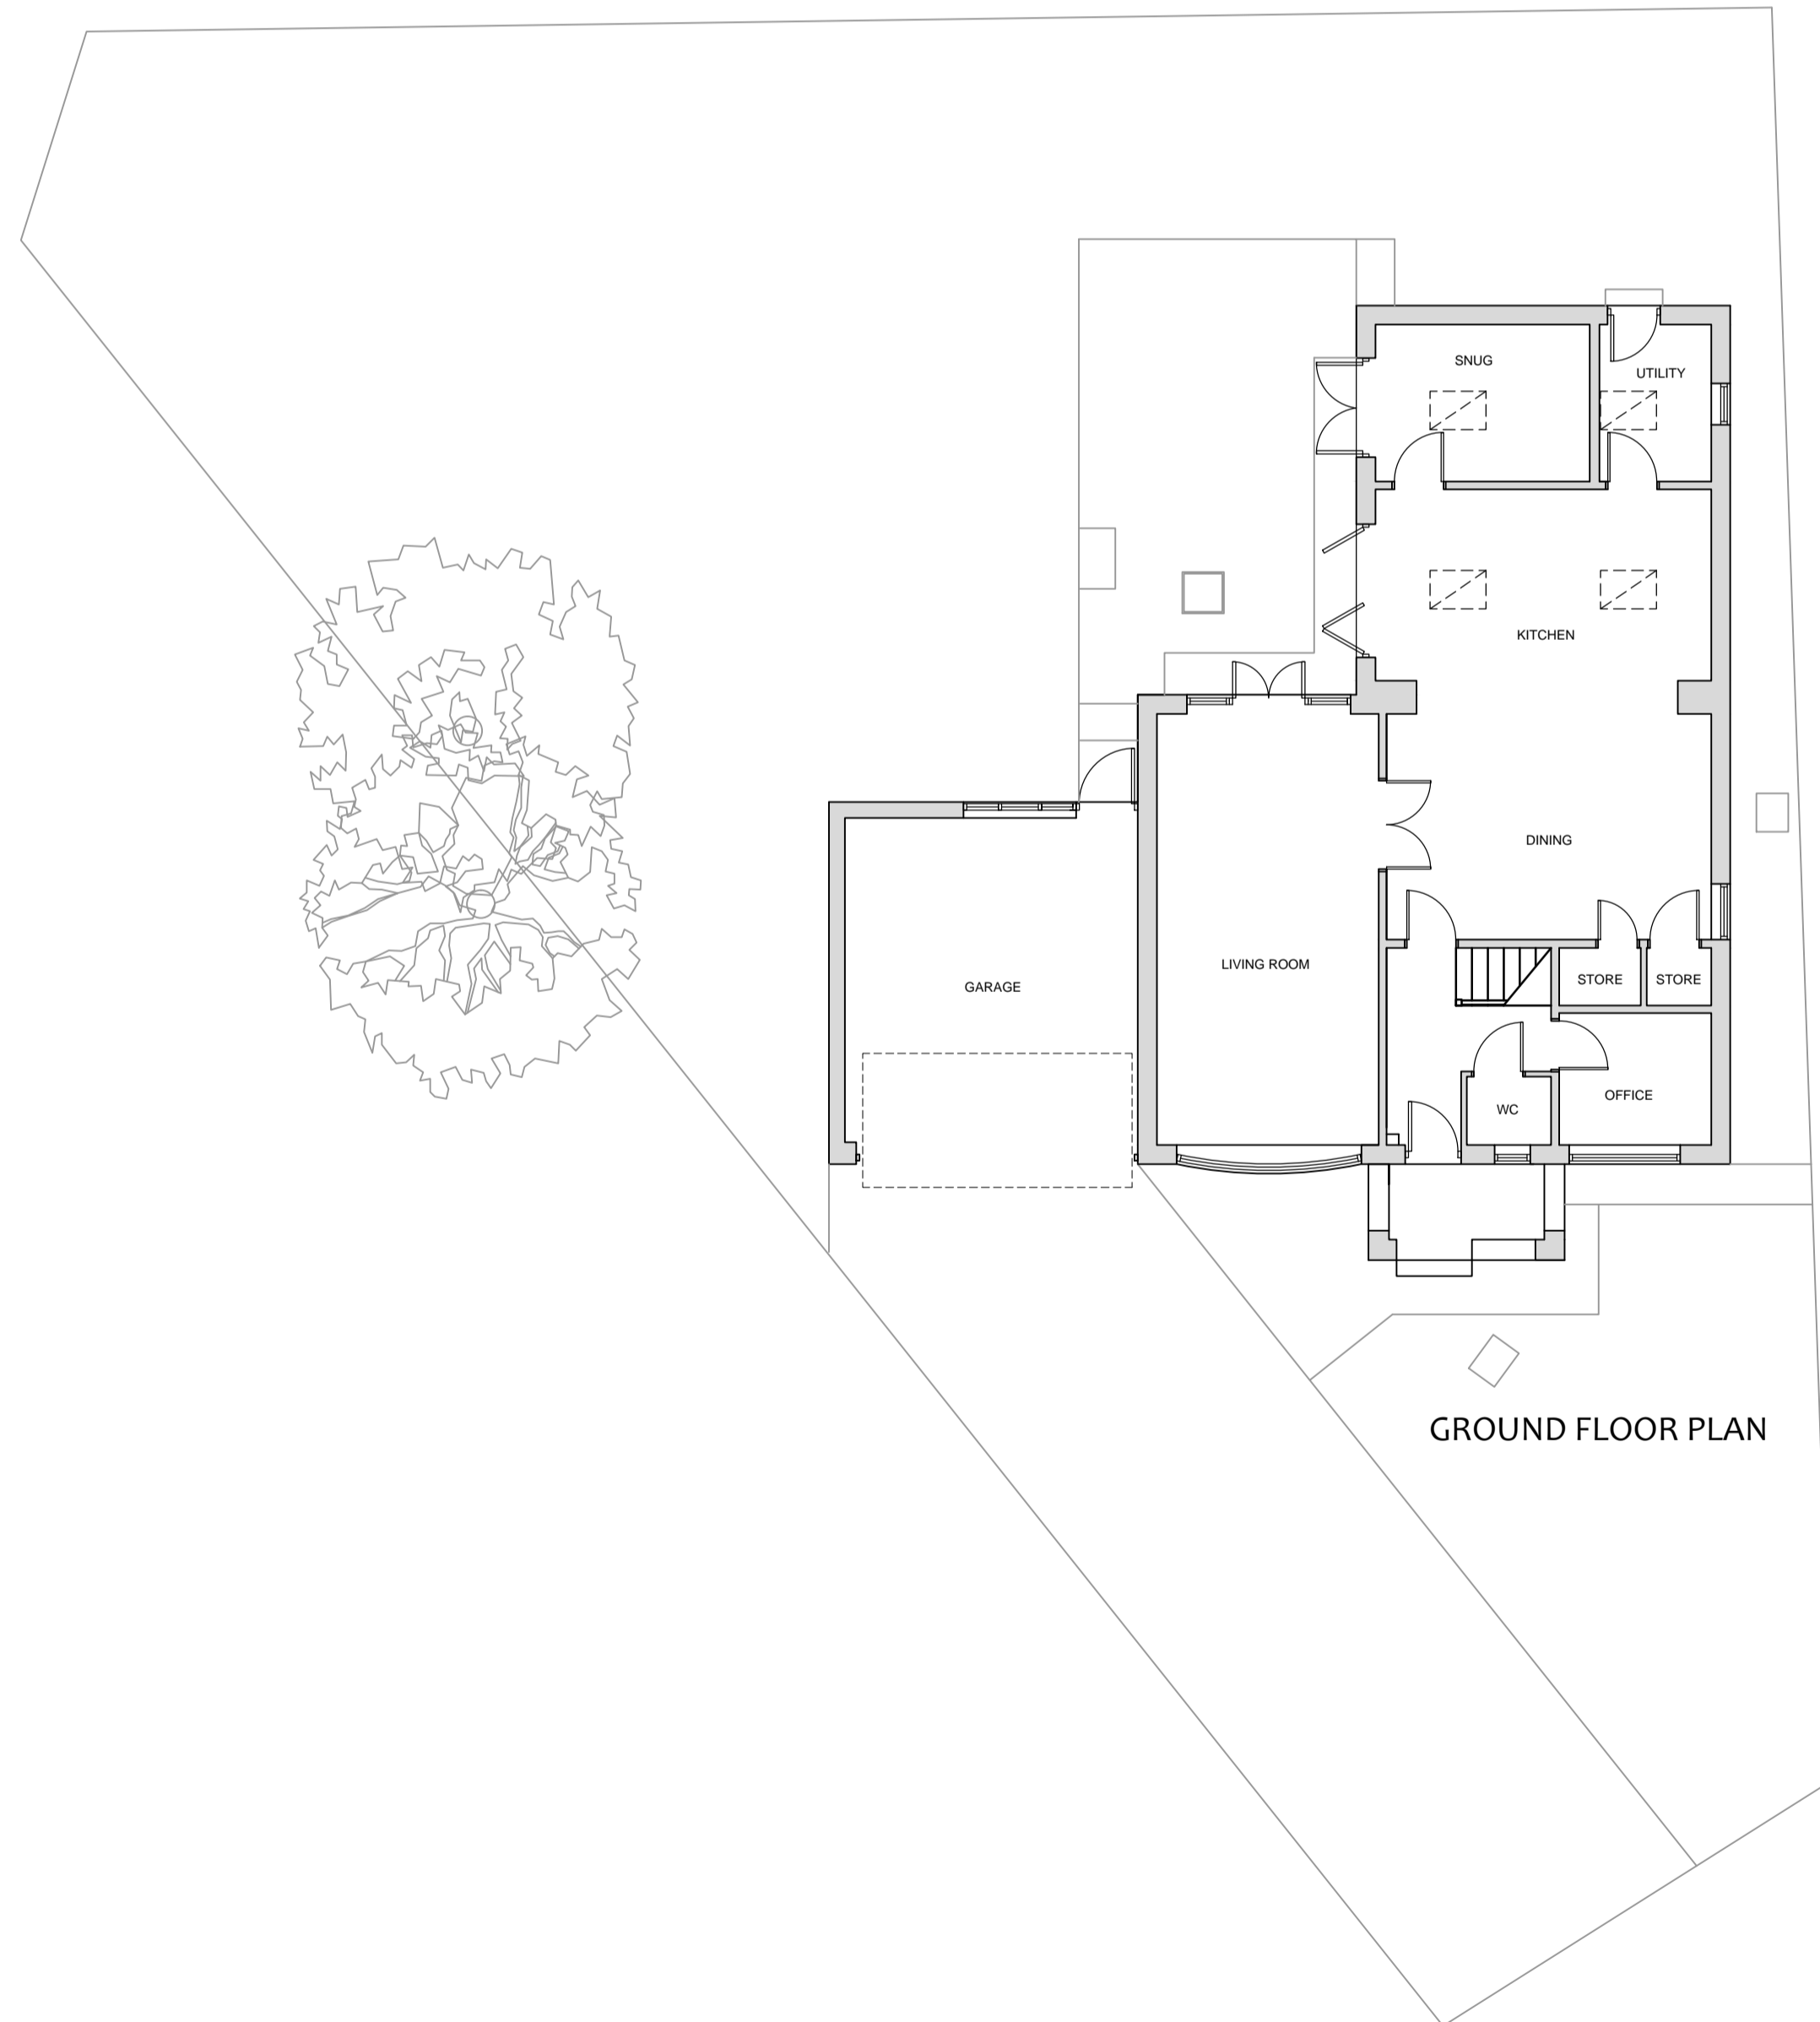 SNUG
UTILITY
KITCHEN
DINING
LIVING ROOM
STORE
STORE
GARAGE
OFFICE
WC
GROUND FLOOR PLAN